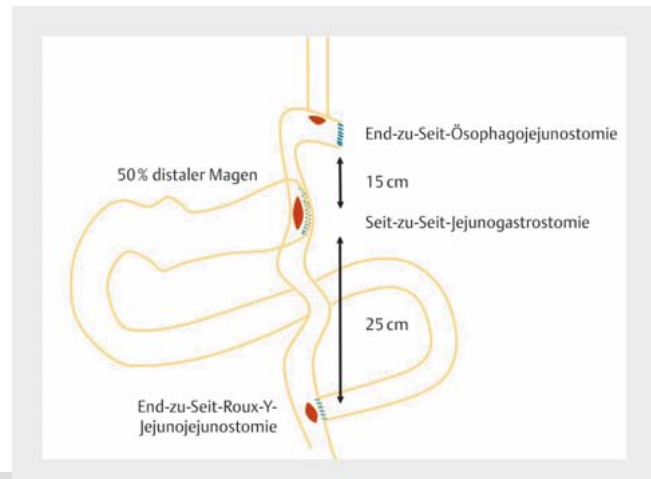 End-zu-Seit-Ösophagojejunostomie
50% distaler Magen
15 cm
Seit-zu-Seit-Jejunogastrostomie
25 cm
End-zu-Seit-Roux-Y-
Jejunojejunostomie